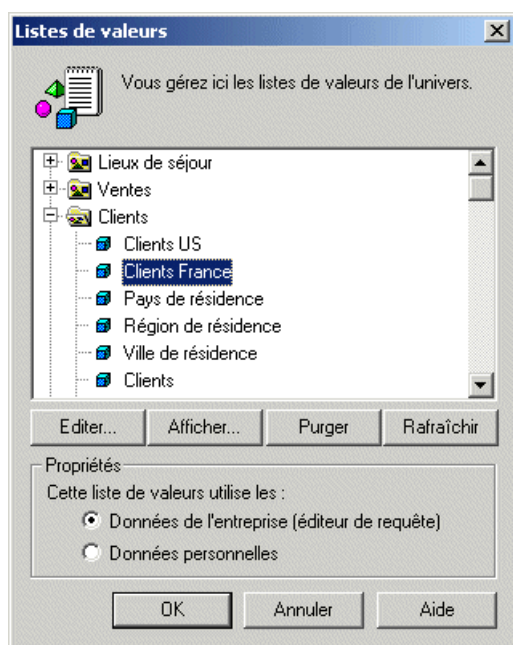 Listes de valeurs
Vous gérez ici les listes de valeurs de l'univers.
Lieux de séjour
Ventes
Clients
Clients US
Clients France
Pays de résidence
Région de résidence
Ville de résidence
Clients
Editer... Afficher... Purger Rafraîchir
Propriétés
Cette liste de valeurs utilise les :
Données de l'entreprise (éditeur de requête)
Données personnelles
OK Annuler Aide